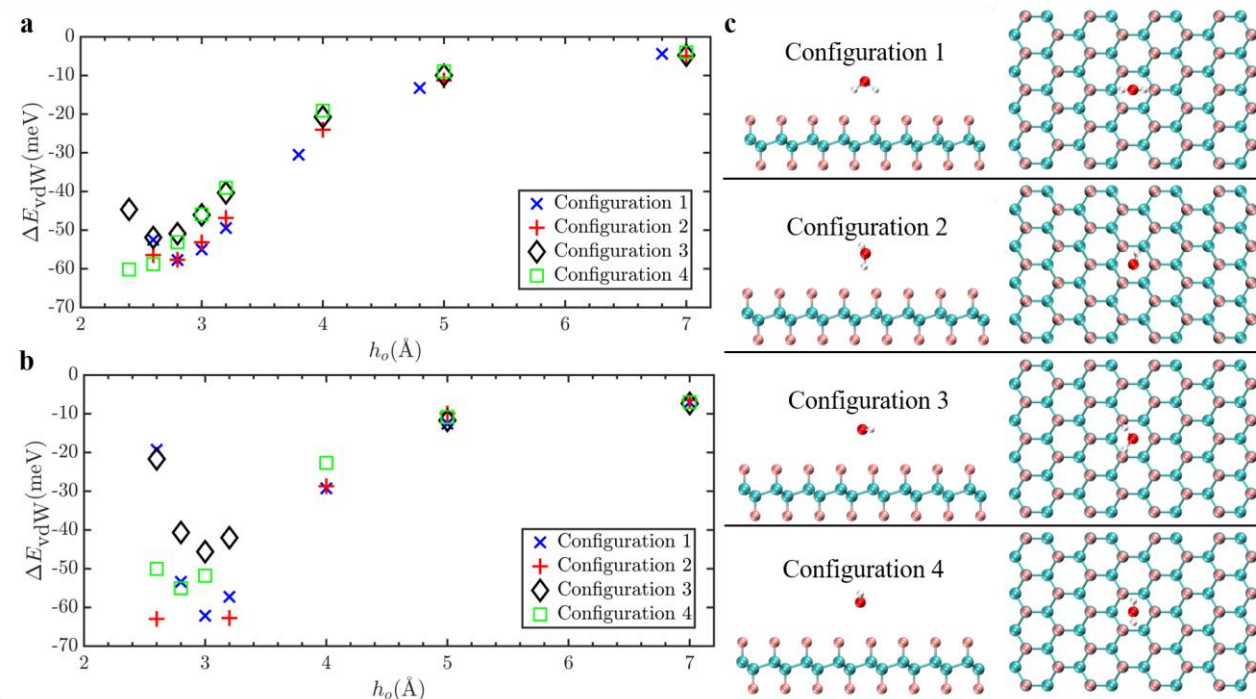 a
0
-10
-20
-30
-40
-50
-60
-70
ΔE_vdW (meV)
× Configuration 1
+ Configuration 2
◇ Configuration 3
□ Configuration 4
2 3 4 5 6 7
h_o(Å)
b
0
-10
-20
-30
-40
-50
-60
-70
ΔE_vdW (meV)
× Configuration 1
+ Configuration 2
◇ Configuration 3
□ Configuration 4
2 3 4 5 6 7
h_o(Å)
c
Configuration 1
Configuration 2
Configuration 3
Configuration 4